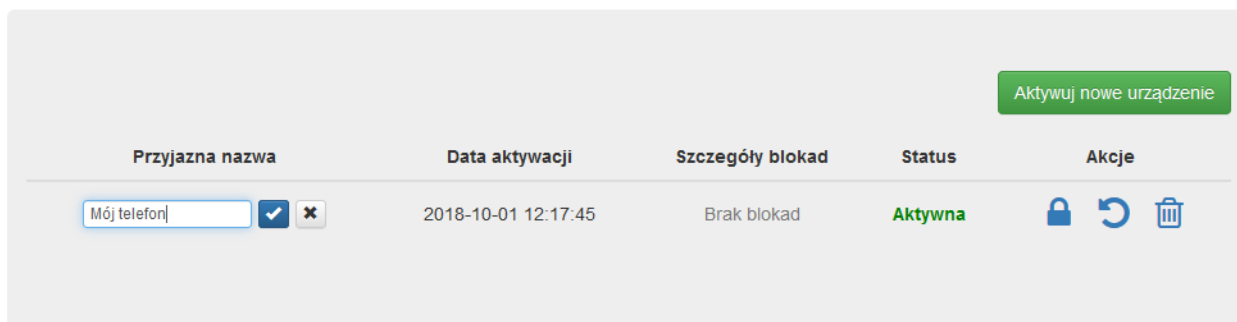 Aktywuj nowe urządzenie
Przyjazna nazwa Data aktywacji Szczegóły blokad Status Akcje
Mój telefon 2018-10-01 12:17:45 Brak blokad Aktywna